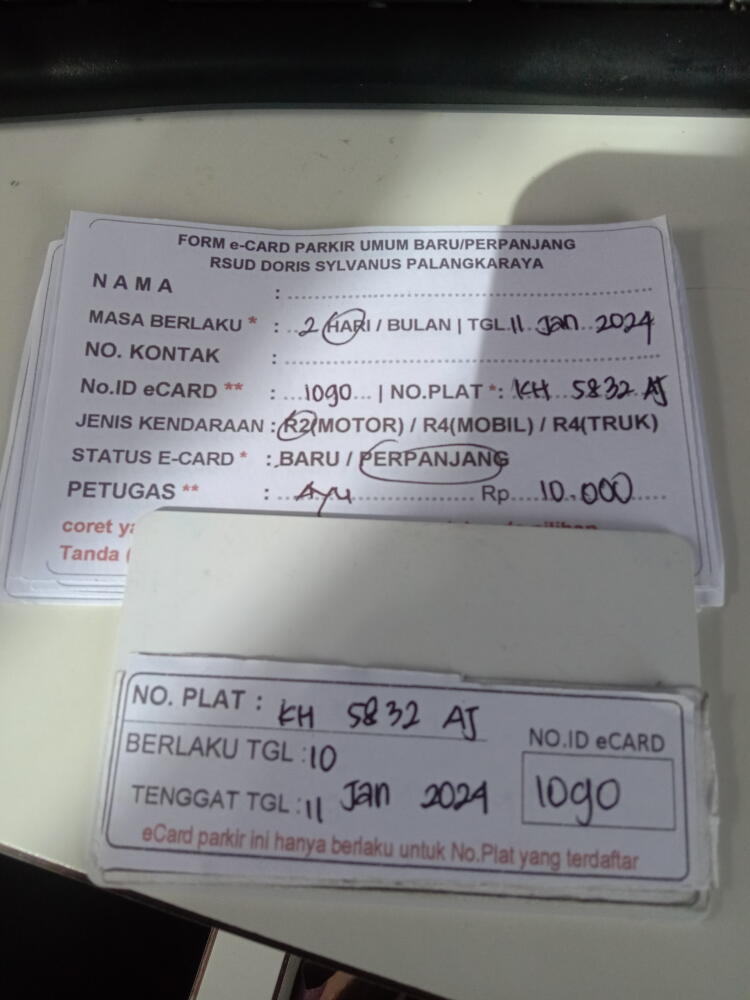 FORM e-CARD PARKIR UMUM BARU/PERPANJANG
RSUD DORIS SYLVANUS PALANGKARAYA
NAMA :
MASA BERLAKU * : 2 HARI / BULAN | TGL 11 Jan 2024
NO. KONTAK :
No.ID eCARD ** : 1090 | NO.PLAT *: KH 5832 AJ
JENIS KENDARAAN : R2(MOTOR) / R4(MOBIL) / R4(TRUK)
STATUS E-CARD * : BARU / PERPANJANG
PETUGAS ** : Ayu Rp 10.000
coret
Tanda (
NO. PLAT : KH 5832 AJ
BERLAKU TGL : 10
NO.ID eCARD
TENGGAT TGL : 11 Jan 2024
1090
eCard parkir ini hanya berlaku untuk No.Plat yang terdaftar